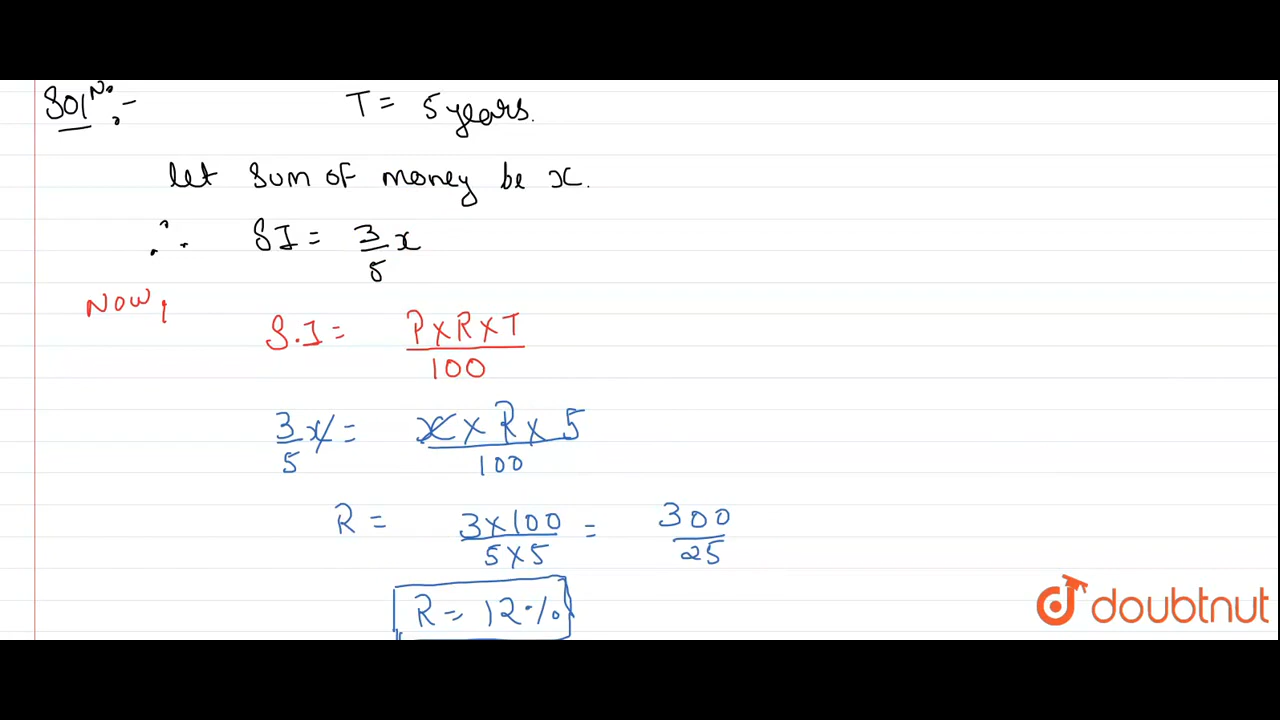 Solⁿ:-
T = 5 years.
let sum of money be x.
∴ SI = 3/5 x
Now,
S.I = P×R×T/100
3/5 x = x × R × 5/100
R = 3×100/5×5 = 300/25
R = 12%
doubtnut